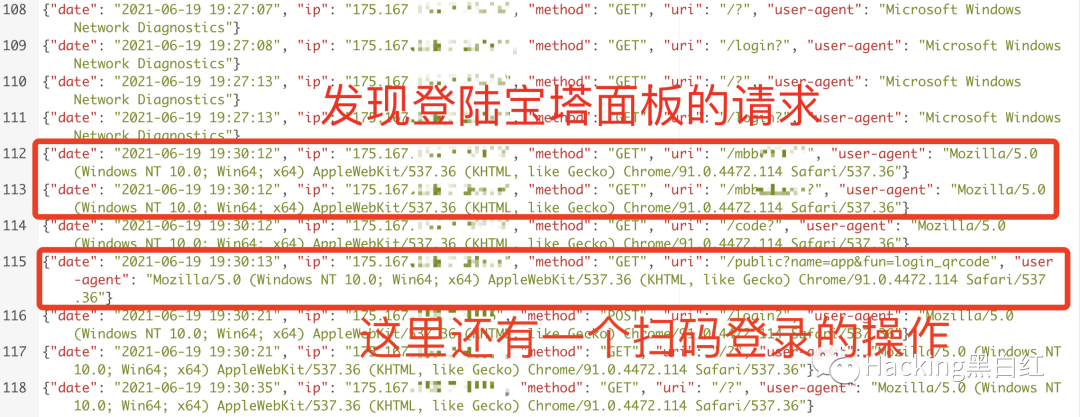 108 {"date": "2021-06-19 19:27:07", "ip": "175.167. ", "method": "GET", "uri": "/?", "user-agent": "Microsoft Windows
Network Diagnostics"}
109 {"date": "2021-06-19 19:27:08", "ip": "175.167. ", "method": "GET", "uri": "/login?", "user-agent": "Microsoft Windows
Network Diagnostics"}
110 {"date": "2021-06-19 19:27:13", "ip": "175.167. ", "method": "GET", "uri": "/?", "user-agent": "Microsoft Windows
Network Diagnostics"}
发现登陆宝塔面板的请求
111 {"date": "2021-06-19 19:27:13", "ip": "175.167. ", "method": "GET", "uri": "/login?", "user-agent": "Microsoft Windows
Network Diagnostics"}
112 {"date": "2021-06-19 19:30:12", "ip": "175.167. ", "method": "GET", "uri": "/mbb ", "user-agent": "Mozilla/5.0
(Windows NT 10.0; Win64; x64) AppleWebKit/537.36 (KHTML, like Gecko) Chrome/91.0.4472.114 Safari/537.36"}
113 {"date": "2021-06-19 19:30:12", "ip": "175.167. ", "method": "GET", "uri": "/mbb ?", "user-agent": "Mozilla/5.0
(Windows NT 10.0; Win64; x64) AppleWebKit/537.36 (KHTML, like Gecko) Chrome/91.0.4472.114 Safari/537.36"}
114 {"date": "2021-06-19 19:30:12", "ip": "175.167. ", "method": "GET", "uri": "/code?", "user-agent": "Mozilla/5.0
(Windows NT 10.0; Win64; x64) AppleWebKit/537.36 (KHTML, like Gecko) Chrome/91.0.4472.114 Safari/537.36"}
115 {"date": "2021-06-19 19:30:13", "ip": "175.167. ", "method": "GET", "uri": "/public?name=app&fun=login_qrcode", "user
-agent": "Mozilla/5.0 (Windows NT 10.0; Win64; x64) AppleWebKit/537.36 (KHTML, like Gecko) Chrome/91.0.4472.114 Safari/537
.36"}
116 {"date": "2021-06-19 19:30:21", "ip": "175.167. ", "method": "POST", "uri": "/login?", "user-agent": "Mozilla/5.0
(Windows NT 10.0; Win64; x64) AppleWebKit/537.36 (KHTML, like Gecko) Chrome/91.0.4472.114 Safari/537.36"}
这里还有一个扫码登录的操作
117 {"date": "2021-06-19 19:30:21", "ip": "175.167. ", "method": "GET", "uri": "/?", "user-agent": "Mozilla/5.0 (Windows NT
10.0; Win64; x64) AppleWebKit/537.36 (KHTML, like Gecko) Chrome/91.0.4472.114 Safari/537.36"}
Hacking黑白红
118 {"date": "2021-06-19 19:30:35", "ip": "175.167. ", "method": "GET", "uri": "/?", "user-agent": "Mozilla/5.0 (Windows NT
10.0; Win64; x64) AppleWebKit/537.36 (KHTML, like Gecko) Chrome/91.0.4472.114 Safari/537.36"}